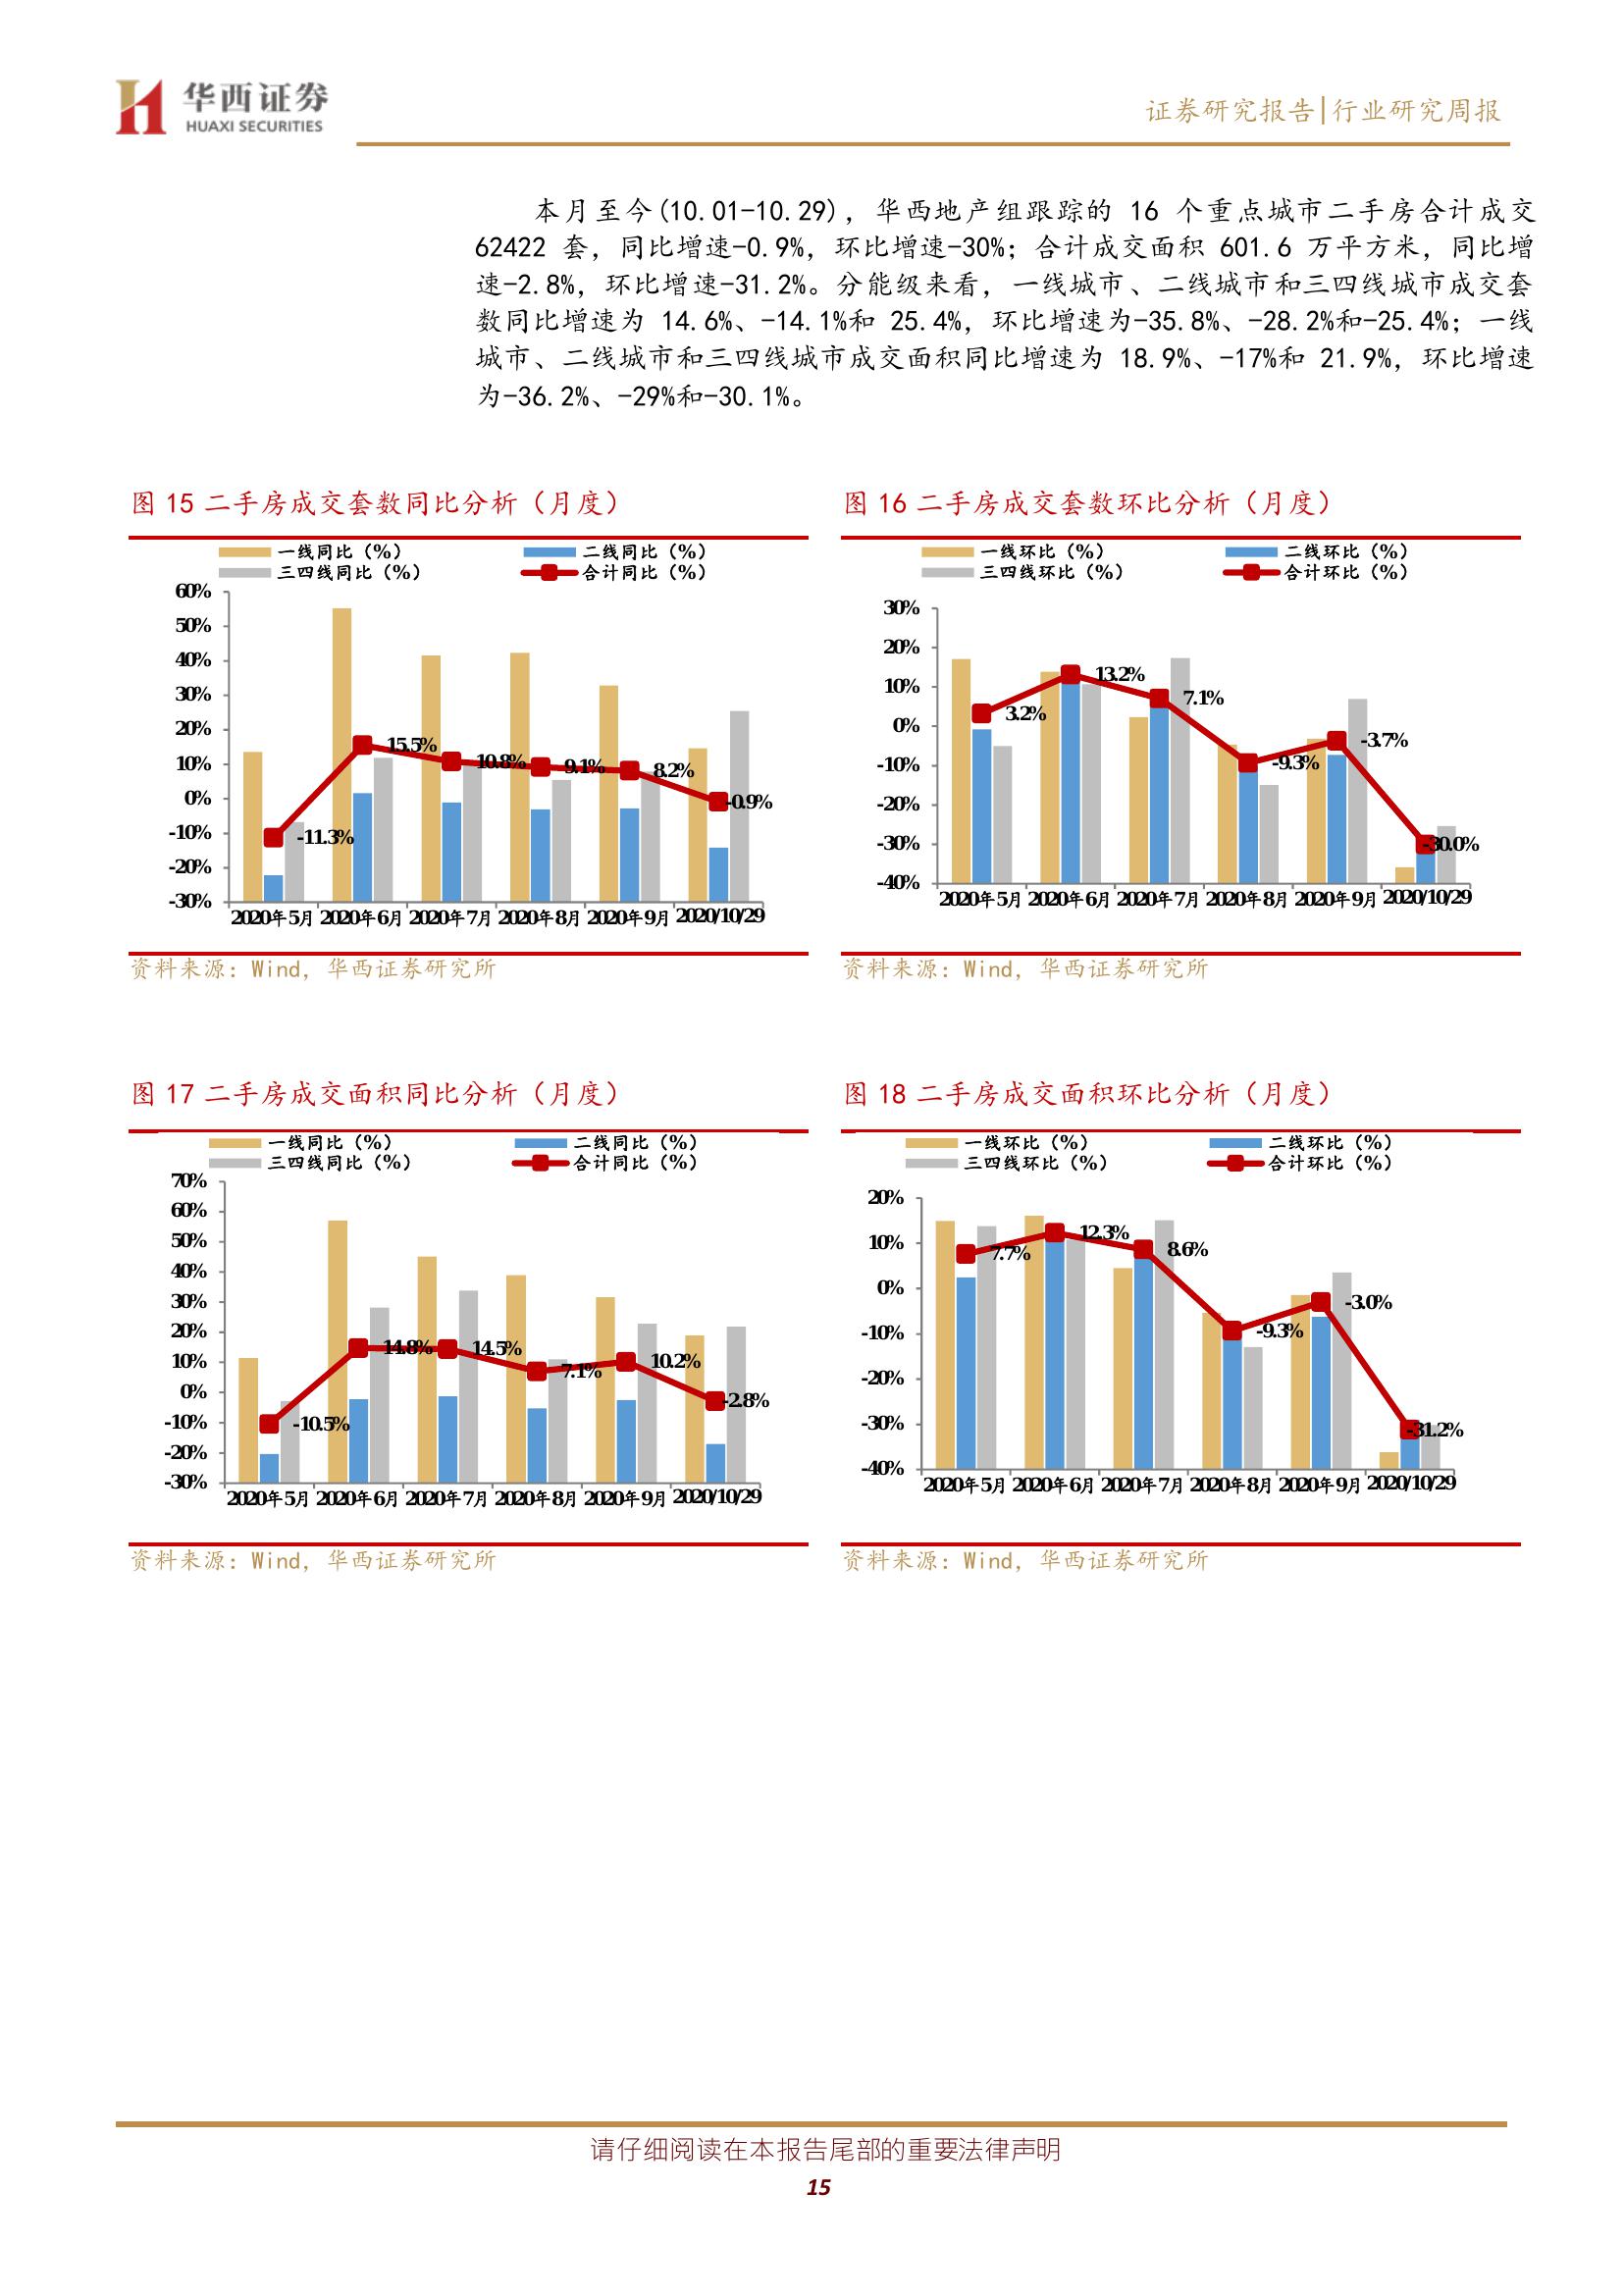 华西证券
HUAXI SECURITIES
证券研究报告|行业研究周报
本月至今(10.01-10.29)，华西地产组跟踪的 16 个重点城市二手房合计成交
62422 套，同比增速-0.9%，环比增速-30%；合计成交面积 601.6 万平方米，同比增
速-2.8%，环比增速-31.2%。分能级来看，一线城市、二线城市和三四线城市成交套
数同比增速为 14.6%、-14.1%和 25.4%，环比增速为-35.8%、-28.2%和-25.4%；一线
城市、二线城市和三四线城市成交面积同比增速为 18.9%、-17%和 21.9%，环比增速
为-36.2%、-29%和-30.1%。
图 15 二手房成交套数同比分析（月度）
一线同比（%） 二线同比（%）
三四线同比（%） 合计同比（%）
60%
50%
40%
30%
20%
10%
0%
-10%
-20%
-30%
-11.3%
15.5%
10.8%
9.1%
8.2%
-0.9%
2020年5月 2020年6月 2020年7月 2020年8月 2020年9月 2020/10/29
资料来源：Wind，华西证券研究所
图 16 二手房成交套数环比分析（月度）
一线环比（%） 二线环比（%）
三四线环比（%） 合计环比（%）
30%
20%
10%
0%
-10%
-20%
-30%
-40%
3.2%
13.2%
7.1%
-9.3%
-3.7%
-30.0%
2020年5月 2020年6月 2020年7月 2020年8月 2020年9月 2020/10/29
资料来源：Wind，华西证券研究所
图 17 二手房成交面积同比分析（月度）
一线同比（%） 二线同比（%）
三四线同比（%） 合计同比（%）
70%
60%
50%
40%
30%
20%
10%
0%
-10%
-20%
-30%
-10.5%
14.8%
14.5%
7.1%
10.2%
-2.8%
2020年5月 2020年6月 2020年7月 2020年8月 2020年9月 2020/10/29
资料来源：Wind，华西证券研究所
图 18 二手房成交面积环比分析（月度）
一线环比（%） 二线环比（%）
三四线环比（%） 合计环比（%）
20%
10%
0%
-10%
-20%
-30%
-40%
7.7%
12.3%
8.6%
-9.3%
-3.0%
-31.2%
2020年5月 2020年6月 2020年7月 2020年8月 2020年9月 2020/10/29
资料来源：Wind，华西证券研究所
请仔细阅读在本报告尾部的重要法律声明
15